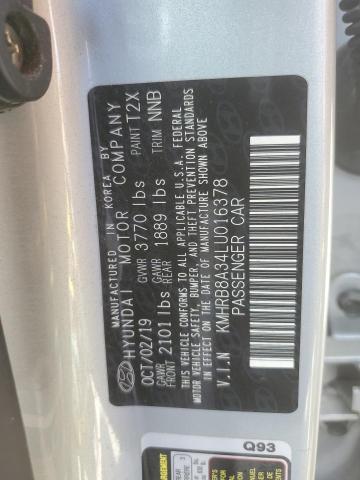 MANUFACTURED IN KOREA BY
HYUNDAI MOTOR COMPANY
OCT/02/19 GVWR 3770 lbs PAINT T2X
GAWR FRONT 2101 lbs GAWR REAR 1889 lbs TRIM NNB
THIS VEHICLE CONFORMS TO ALL APPLICABLE U.S.A. FEDERAL
MOTOR VEHICLE SAFETY, BUMPER, AND THEFT PREVENTION
STANDARDS IN EFFECT ON THE DATE OF MANUFACTURE SHOWN ABOVE
V.I.N KMHRB8A34LU016378
PASSENGER CAR
Q93